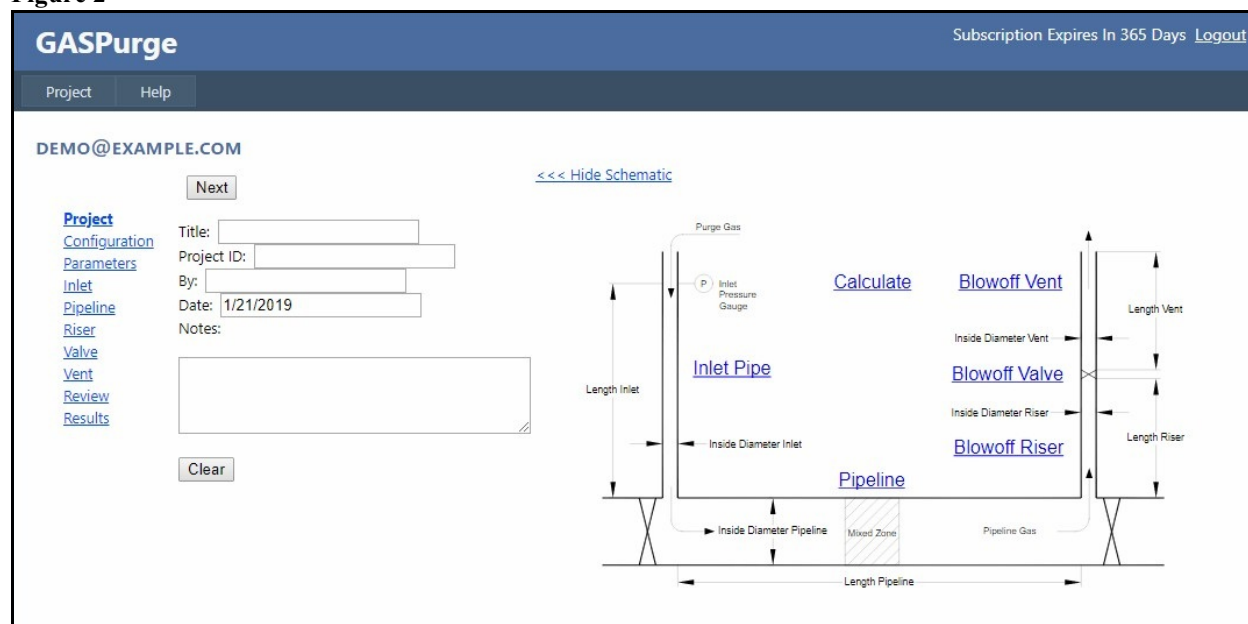 Figure 2
GASPurge
Subscription Expires In 365 Days Logout
Project Help
DEMO@EXAMPLE.COM
Next
<<< Hide Schematic
Project
Configuration
Parameters
Inlet
Pipeline
Riser
Valve
Vent
Review
Results
Title:
Project ID:
By:
Date: 1/21/2019
Notes:
Clear
Purge Gas
P
Inlet
Pressure
Gauge
Calculate
Blowoff Vent
Length Vent
Inside Diameter Vent
Inlet Pipe
Blowoff Valve
Length Inlet
Inside Diameter Riser
Length Riser
Inside Diameter Inlet
Blowoff Riser
Pipeline
Inside Diameter Pipeline
Mixed Zone
Pipeline Gas
Length Pipeline